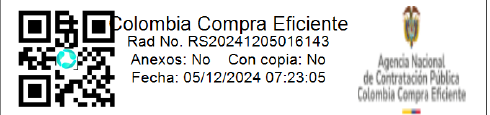 Colombia Compra Eficiente
Rad No. RS20241205016143
Anexos: No Con copia: No
Fecha: 05/12/2024 07:23:05
Agencia Nacional
de Contratación Pública
Colombia Compra Eficiente